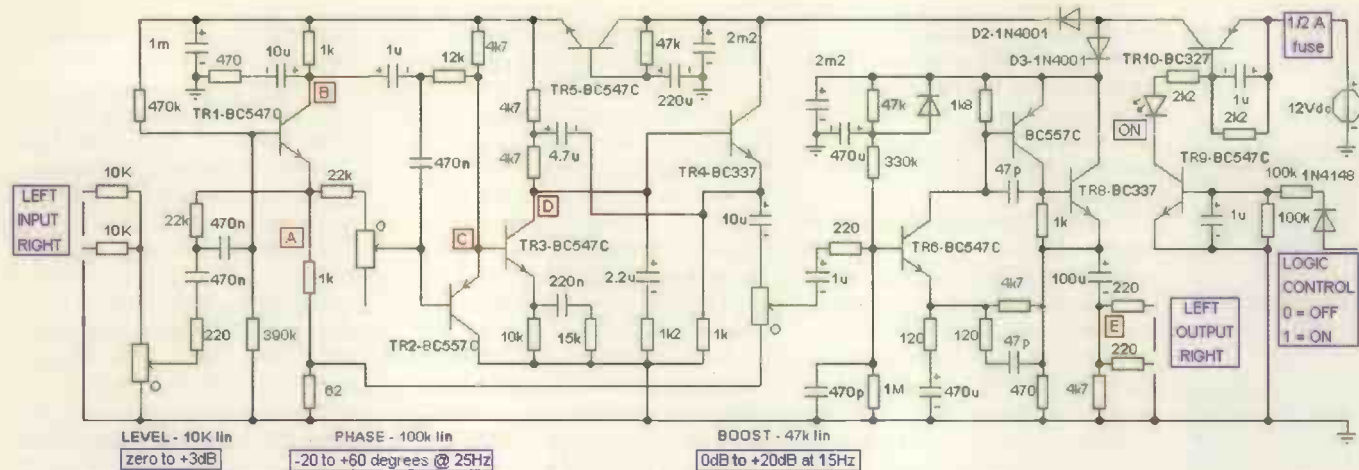 1m
470
10u
1k
1u
12k
4k7
47k
2m2
D2-1N4001
D3-1N4001
1/2 A
fuse
TR10-BC327
B
TR1-BC547C
470k
4k7
TR5-BC547C
220u
2m2
47k
1k8
BC557C
2k2
1u
2k2
12Vdc
ON
470n
4k7
4.7u
TR4-BC337
470u
330k
47p
TR8-BC337
TR9-BC547C
100k
1N4148
LEFT
INPUT
RIGHT
10K
10K
22k
470n
A
22k
O
C
D
TR3-BC547C
10u
220
TR6-BC547C
1k
1u
100k
470n
1k
220n
2.2u
1u
4k7
100u
220
LOGIC
CONTROL
0 = OFF
1 = ON
220
390k
TR2-BC557C
10k
15k
1k2
1k
O
120
120
47p
E
220
LEFT
OUTPUT
RIGHT
O
62
470p
1M
470u
470
4k7
LEVEL - 10K lin
zero to +3dB
PHASE - 100k lin
-20 to +60 degrees @ 25Hz
BOOST - 47k lin
0dB to +20dB at 15Hz